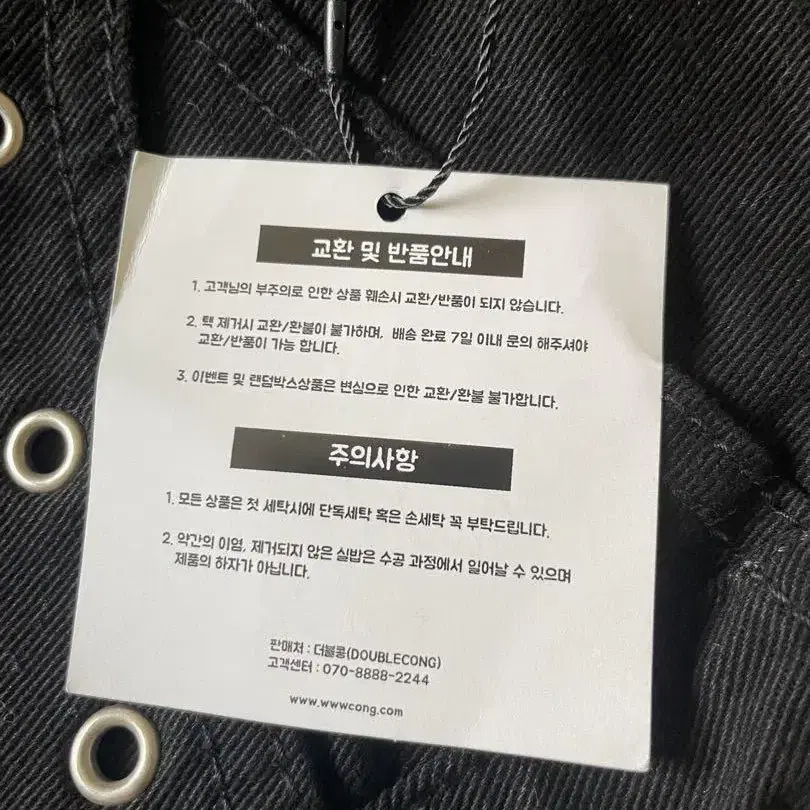 교환 및 반품안내
1. 고객님의 부주의로 인한 상품 훼손시 교환/반품이 되지 않습니다.
2. 택 제거시 교환/환불이 불가하며, 배송 완료 7일 이내 문의 해주셔야
교환/반품이 가능 합니다.
3. 이벤트 및 랜덤박스상품은 변심으로 인한 교환/환불 불가합니다.
주의사항
1. 모든 상품은 첫 세탁시에 단독세탁 혹은 손세탁 꼭 부탁드립니다.
2. 약간의 이염, 제거되지 않은 실밥은 수공 과정에서 일어날 수 있으며
제품의 하자가 아닙니다.
판매처 : 더블콩(DOUBLECONG)
고객센터 : 070-8888-2244
www.wwwcong.com